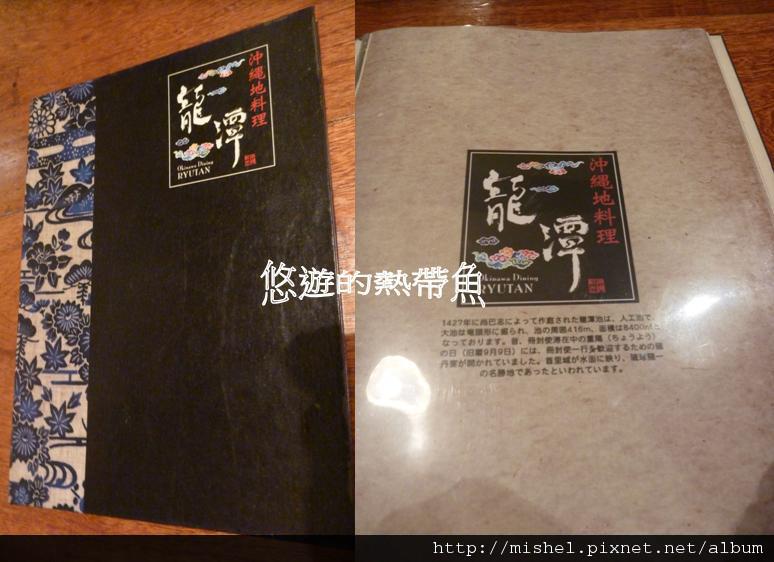 沖縄地料理
龍潭
Okinawa Dining
RYUTAN
沖縄地料理
龍潭
Okinawa Dining
RYUTAN
1427年に尚巴志によって作庭された龍潭池は、人工池で、
大池は竜頭形に掘られ、池の周囲416m、面積は8400㎡と
なっております。昔、冊封使滞在中の重陽(ちょうよう)
の日(旧暦9月9日)には、冊封使一行を歓迎するための
が開かれていました。首里城が水面に映り、琉球随一
の名勝地であったといわれています。
悠遊的熱帶魚
http://mishel.pixnet.net/album